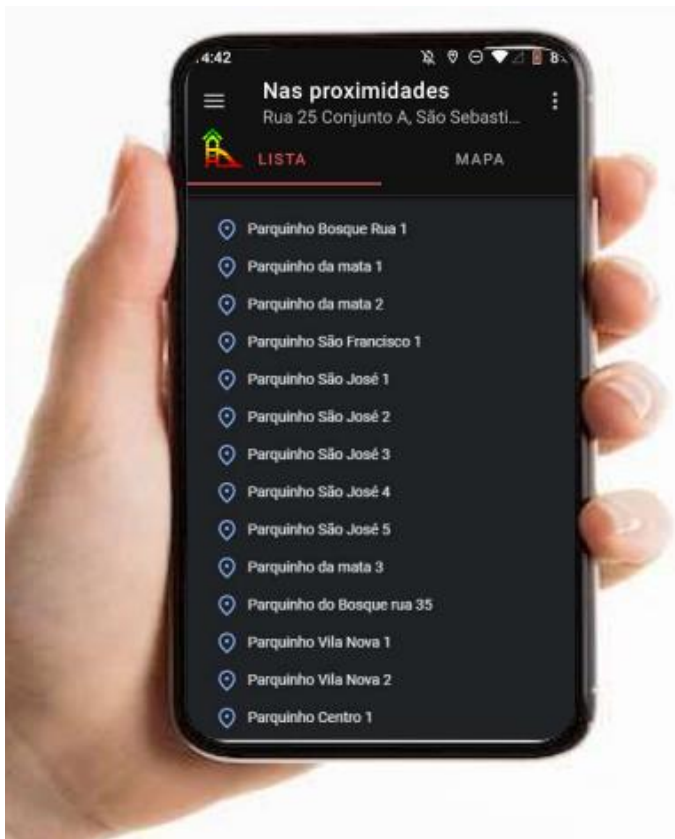 4:42
Nas proximidades
Rua 25 Conjunto A, São Sebasti...
LISTA MAPA
Parquinho Bosque Rua 1
Parquinho da mata 1
Parquinho da mata 2
Parquinho São Francisco 1
Parquinho São José 1
Parquinho São José 2
Parquinho São José 3
Parquinho São José 4
Parquinho São José 5
Parquinho da mata 3
Parquinho do Bosque rua 35
Parquinho Vila Nova 1
Parquinho Vila Nova 2
Parquinho Centro 1